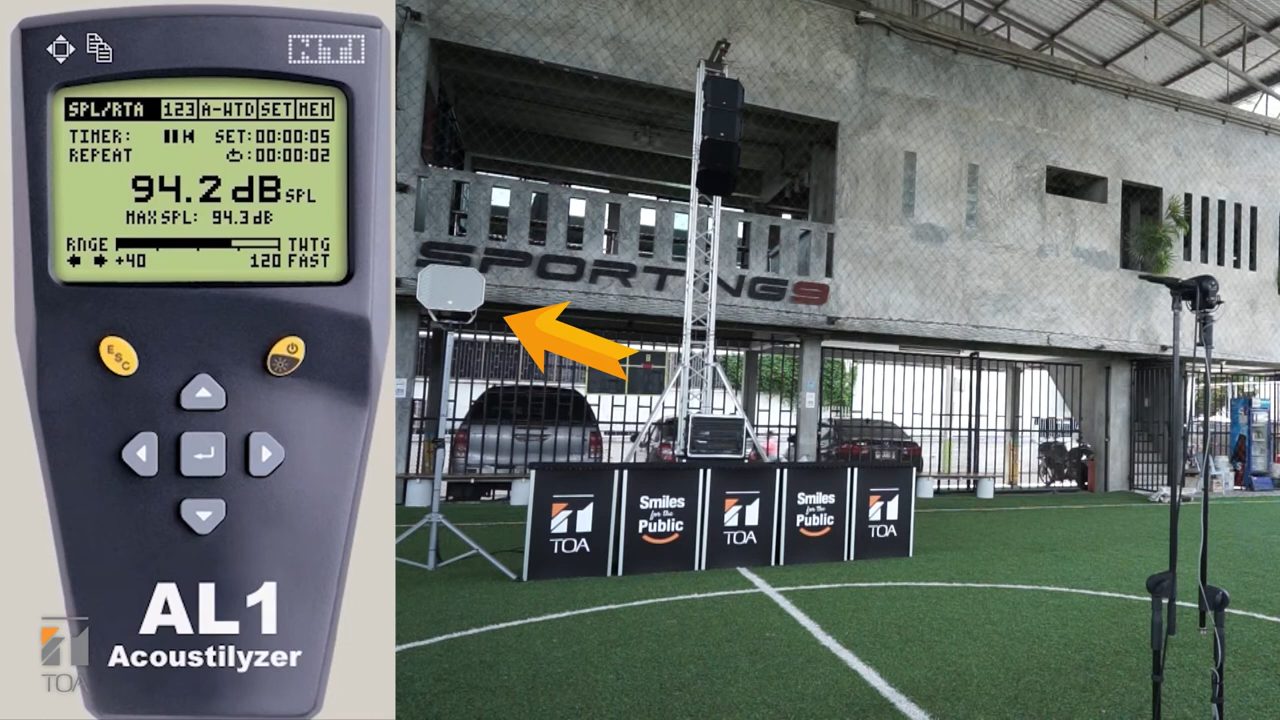 NTi
SPL/RTA 123 A-WTD SET MEM
TIMER: SET:00:00:05
REPEAT :00:00:02
94.2 dB SPL
MAX SPL: 94.3 dB
RNGE TWTG
+40 120 FAST
ESC
AL1
Acoustilyzer
TOA
SPORTING9
TOA
Smiles
for the
Public
TOA
Smiles
for the
Public
TOA